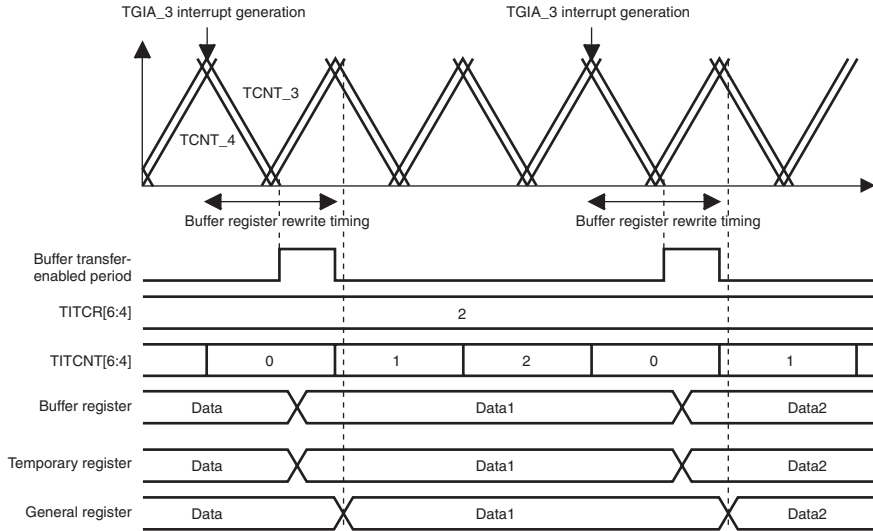 TGIA_3 interrupt generation
TGIA_3 interrupt generation
TCNT_3
TCNT_4
Buffer register rewrite timing
Buffer register rewrite timing
Buffer transfer-
enabled period
TITCR[6:4]
2
TITCNT[6:4]
0
1
2
0
1
Buffer register
Data
Data1
Data2
Temporary register
Data
Data1
Data2
General register
Data
Data1
Data2